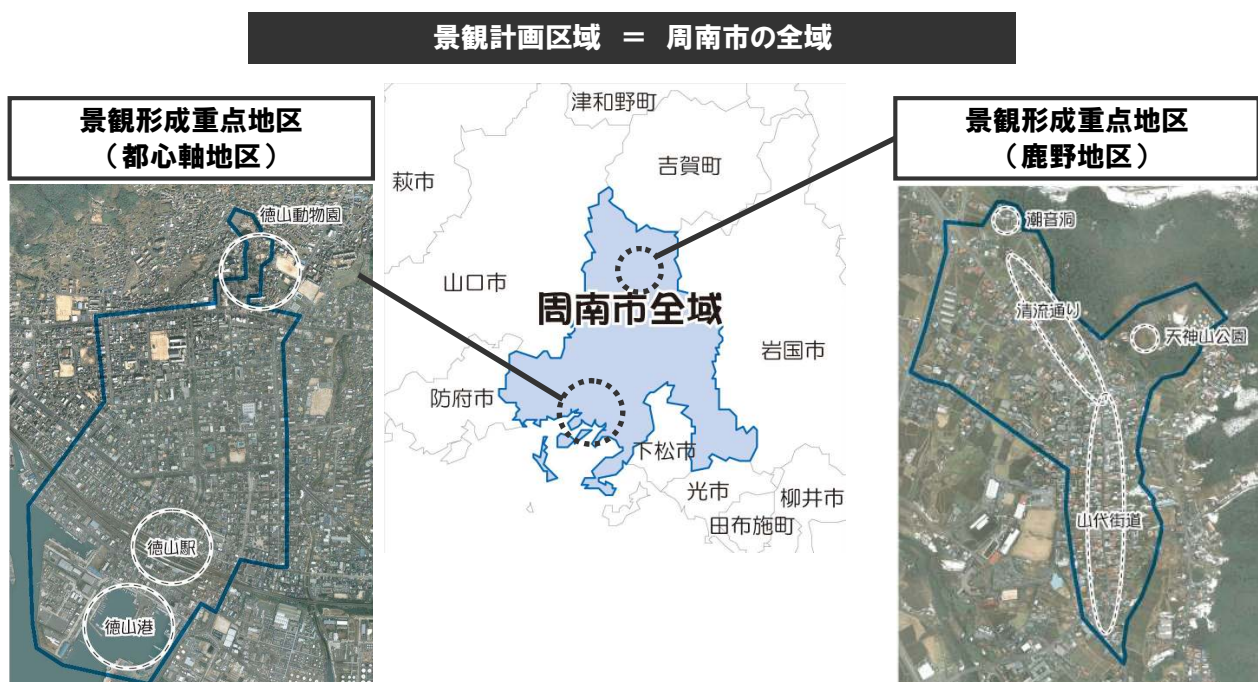 景観計画区域 ＝ 周南市の全域
景観形成重点地区
（都心軸地区）
徳山動物園
徳山駅
徳山港
津和野町
吉賀町
萩市
山口市
周南市全域
岩国市
防府市
下松市
光市
柳井市
田布施町
景観形成重点地区
（鹿野地区）
潮音洞
清流通り
天神山公園
山代街道